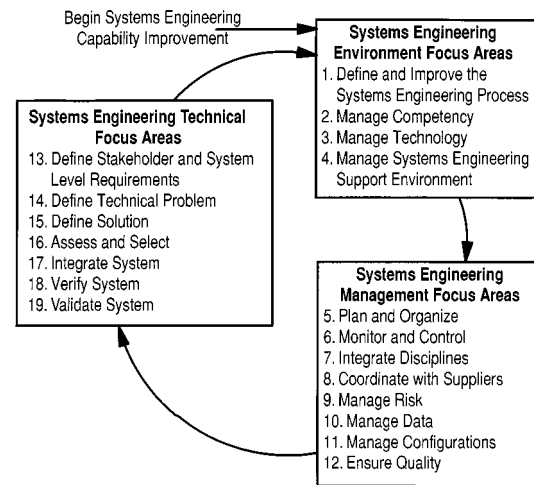 Begin Systems Engineering
Capability Improvement
Systems Engineering
Environment Focus Areas
1. Define and Improve the
Systems Engineering Process
2. Manage Competency
3. Manage Technology
4. Manage Systems Engineering
Support Environment
Systems Engineering Technical
Focus Areas
13. Define Stakeholder and System
Level Requirements
14. Define Technical Problem
15. Define Solution
16. Assess and Select
17. Integrate System
18. Verify System
19. Validate System
Systems Engineering
Management Focus Areas
5. Plan and Organize
6. Monitor and Control
7. Integrate Disciplines
8. Coordinate with Suppliers
9. Manage Risk
10. Manage Data
11. Manage Configurations
12. Ensure Quality